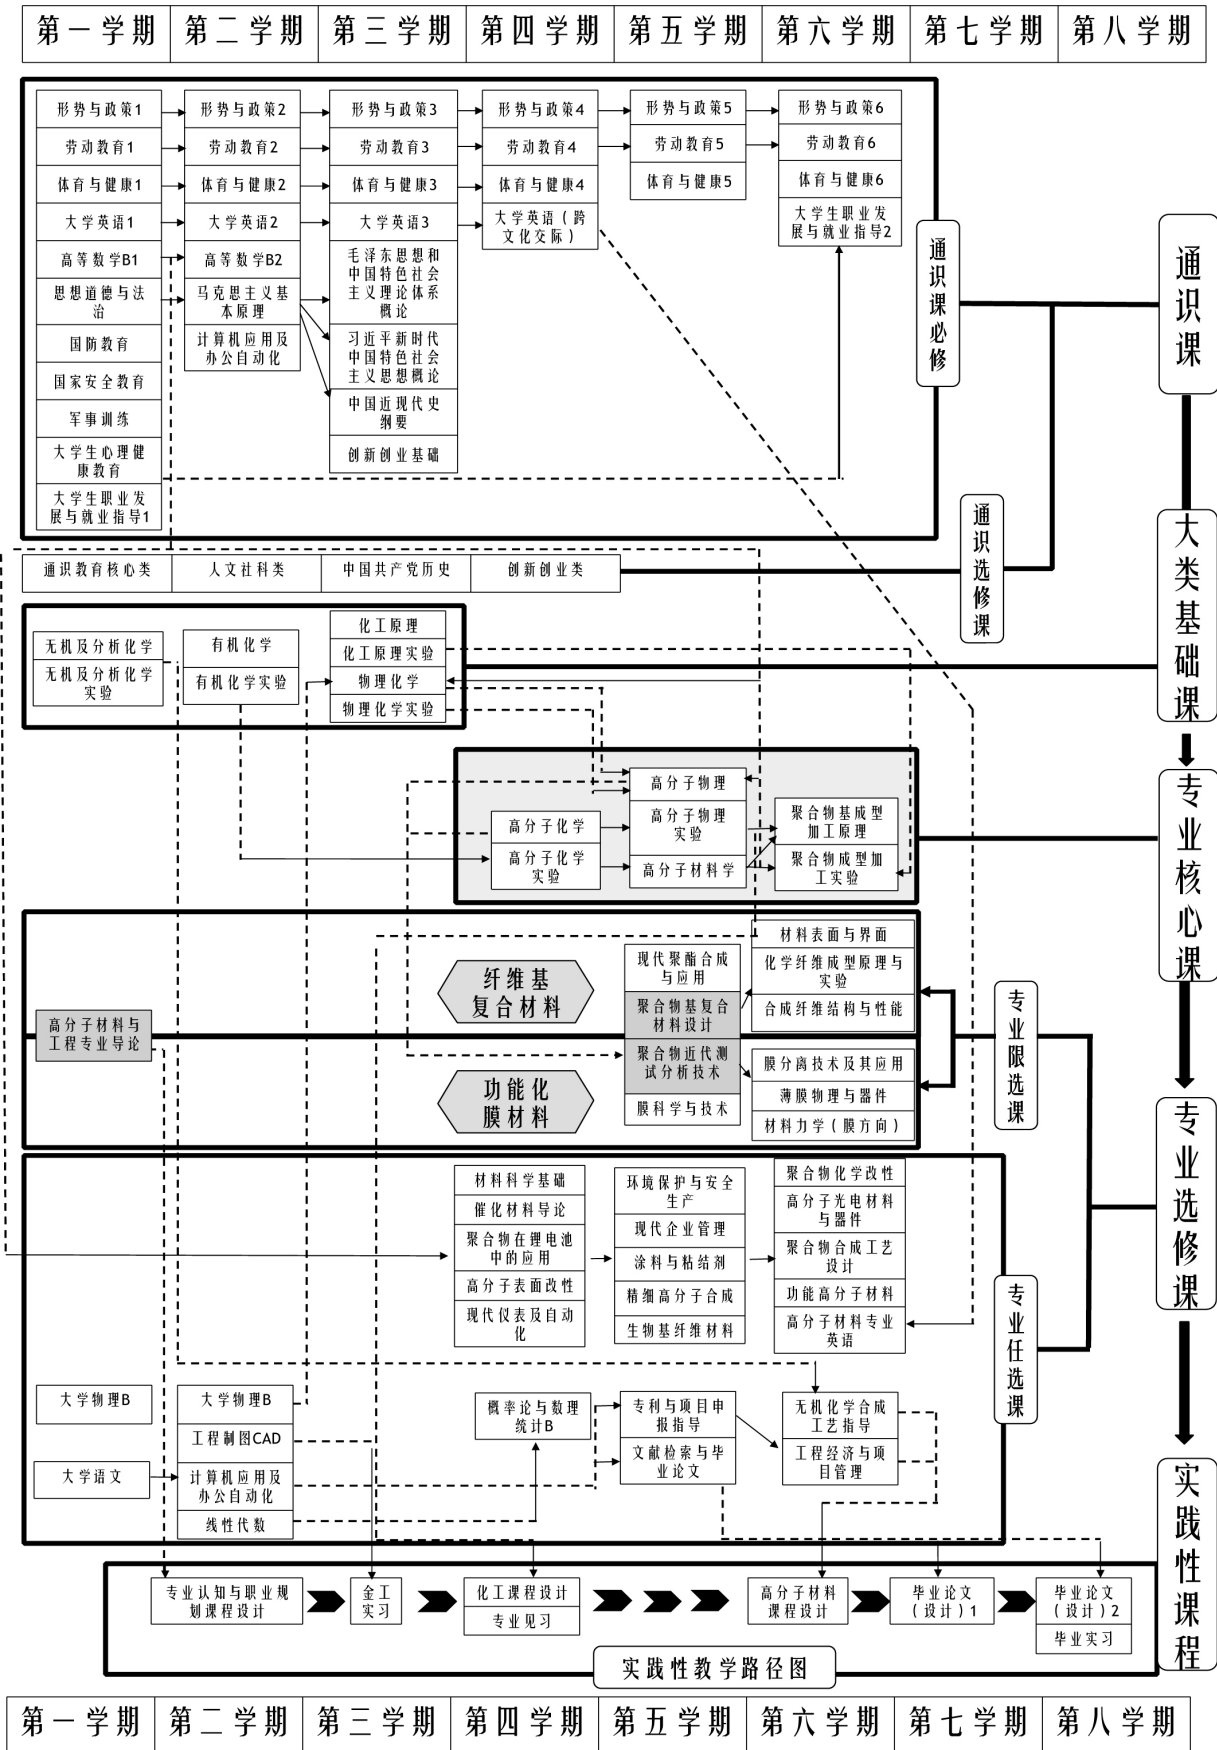 第一学期
第二学期
第三学期
第四学期
第五学期
第六学期
第七学期
第八学期
形势与政策1
劳动教育1
体育与健康1
大学英语1
高等数学B1
思想道德与法
治
国防教育
国家安全教育
军事训练
大学生心理健
康教育
大学生职业发
展与就业指导1
形势与政策2
劳动教育2
体育与健康2
大学英语2
高等数学B2
马克思主义基
本原理
计算机应用及
办公自动化
形势与政策3
劳动教育3
体育与健康3
大学英语3
毛泽东思想和
中国特色社会
主义理论体系
概论
习近平新时代
中国特色社会
主义思想概论
中国近现代史
纲要
创新创业基础
形势与政策4
劳动教育4
体育与健康4
大学英语（跨
文化交际）
形势与政策5
劳动教育5
体育与健康5
形势与政策6
劳动教育6
体育与健康6
大学生职业发
展与就业指导2
通识课必修
通识课
通识教育核心类
人文社科类
中国共产党历史
创新创业类
通识选修课
大类基础课
无机及分析化学
无机及分析化学
实验
有机化学
有机化学实验
化工原理
化工原理实验
物理化学
物理化学实验
高分子化学
高分子化学
实验
高分子物理
高分子物理
实验
高分子材料学
聚合物基成型
加工原理
聚合物成型加
工实验
专业核心课
高分子材料与
工程专业导论
纤维基
复合材料
功能化
膜材料
现代聚酯合成
与应用
聚合物基复合
材料设计
聚合物近代测
试分析技术
膜科学与技术
材料表面与界面
化学纤维成型原理与
实验
合成纤维结构与性能
膜分离技术及其应用
薄膜物理与器件
材料力学（膜方向）
专业限选课
专业选修课
材料科学基础
催化材料导论
聚合物在锂电池
中的应用
高分子表面改性
现代仪表及自动
化
环境保护与安全
生产
现代企业管理
涂料与粘结剂
精细高分子合成
生物基纤维材料
聚合物化学改性
高分子光电材料
与器件
聚合物合成工艺
设计
功能高分子材料
高分子材料专业
英语
专业任选课
大学物理B
大学语文
大学物理B
工程制图CAD
计算机应用及
办公自动化
线性代数
概率论与数理
统计B
专利与项目申
报指导
文献检索与毕
业论文
无机化学合成
工艺指导
工程经济与项
目管理
实践性课程
专业认知与职业规
划课程设计
金工
实习
化工课程设计
专业见习
高分子材料
课程设计
毕业论文
（设计）1
毕业论文
（设计）2
毕业实习
实践性教学路径图
第一学期
第二学期
第三学期
第四学期
第五学期
第六学期
第七学期
第八学期